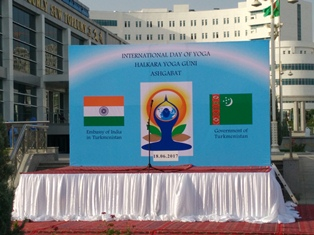 INTERNATIONAL DAY OF YOGA
HALKARA YOGA GÜNI
ASHGABAT
Embassy of India
in Turkmenistan
Government of
Turkmenistan
18.06.2017